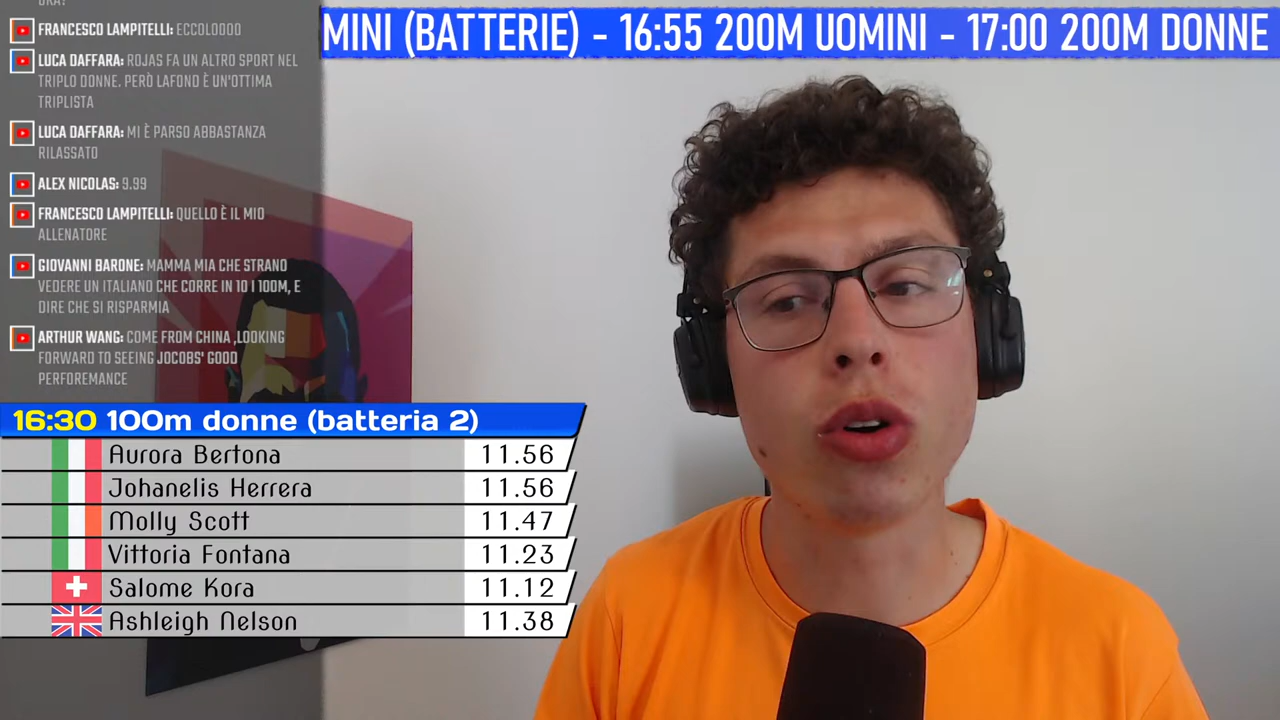 ORA?
FRANCESCO LAMPITELLI: ECCOLOOOO
LUCA DAFFARA: ROJAS FA UN ALTRO SPORT NEL
TRIPLO DONNE. PERÒ LAFOND È UN'OTTIMA
TRIPLISTA
LUCA DAFFARA: MI È PARSO ABBASTANZA
RILASSATO
ALEX NICOLAS: 9.99
FRANCESCO LAMPITELLI: QUELLO È IL MIO
ALLENATORE
GIOVANNI BARONE: MAMMA MIA CHE STRANO
VEDERE UN ITALIANO CHE CORRE IN 10 I 100M, E
DIRE CHE SI RISPARMIA
ARTHUR WANG: COME FROM CHINA ,LOOKING
FORWARD TO SEEING JOCOBS' GOOD
PERFOREMANCE
MINI (BATTERIE) - 16:55 200M UOMINI - 17:00 200M DONNE
16:30 100m donne (batteria 2)
Aurora Bertona 11.56
Johanelis Herrera 11.56
Molly Scott 11.47
Vittoria Fontana 11.23
Salome Kora 11.12
Ashleigh Nelson 11.38